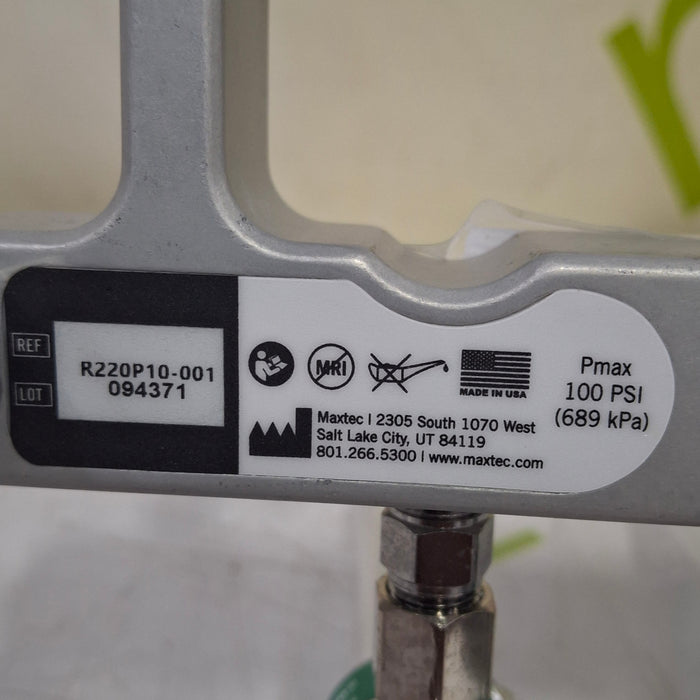 REF
LOT
R220P10-001
094371
MRI
MADE IN USA
Maxtec | 2305 South 1070 West
Salt Lake City, UT 84119
801.266.5300 | www.maxtec.com
Pmax
100 PSI
(689 kPa)